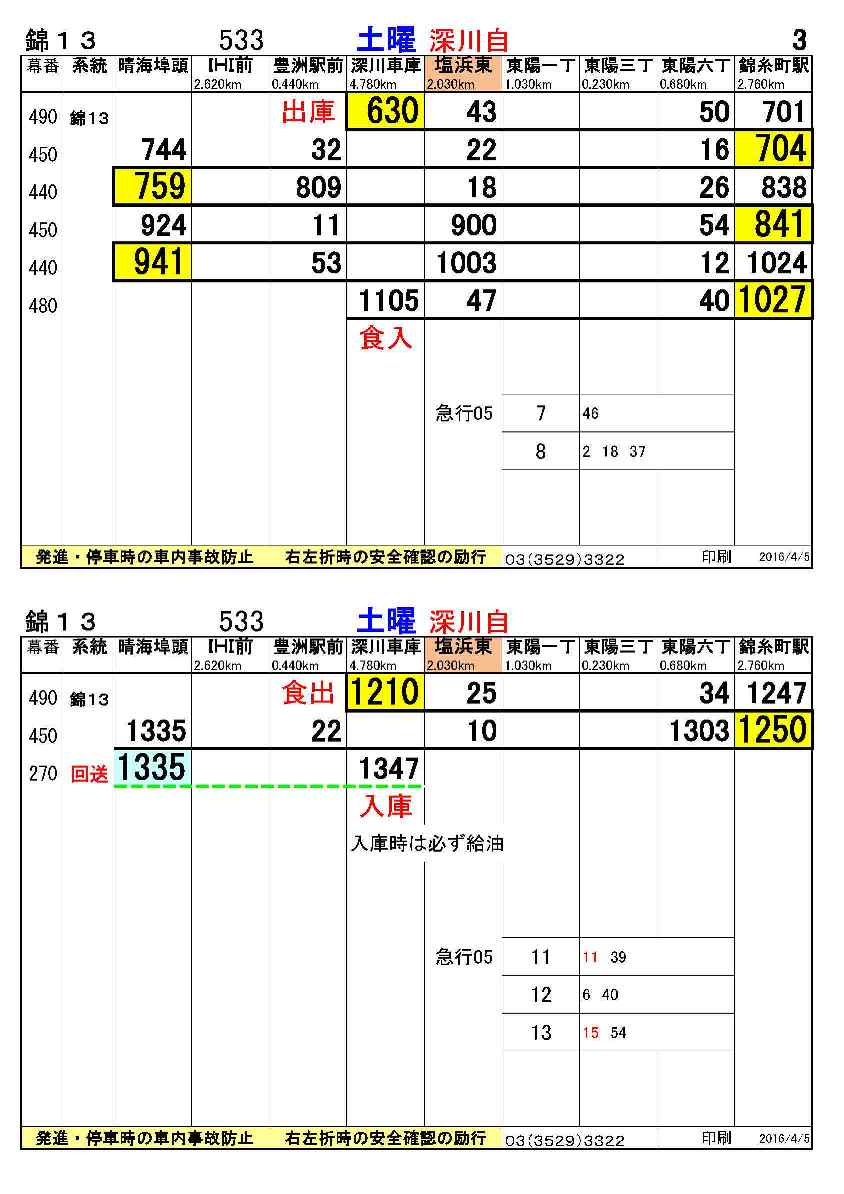 錦１３ 533 土曜 深川自 3
幕番 系統 晴海埠頭 IHI前 豊洲駅前 深川車庫 塩浜東 東陽一丁 東陽三丁 東陽六丁 錦糸町駅
2.620km 0.440km 4.780km 2.030km 1.030km 0.230km 0.680km 2.760km
490 錦13 出庫 630 43 50 701
450 744 32 22 16 704
440 759 809 18 26 838
450 924 11 900 54 841
440 941 53 1003 12 1024
480 1105 47 40 1027
食入
急行05 7 46
8 2 18 37
発進・停車時の車内事故防止 右左折時の安全確認の励行 03(3529)3322 印刷 2016/4/5
錦１３ 533 土曜 深川自
幕番 系統 晴海埠頭 IHI前 豊洲駅前 深川車庫 塩浜東 東陽一丁 東陽三丁 東陽六丁 錦糸町駅
2.620km 0.440km 4.780km 2.030km 1.030km 0.230km 0.680km 2.760km
490 錦13 食出 1210 25 34 1247
450 1335 22 10 1303 1250
270 回送 1335 1347
入庫
入庫時は必ず給油
急行05 11 11 39
12 6 40
13 15 54
発進・停車時の車内事故防止 右左折時の安全確認の励行 03(3529)3322 印刷 2016/4/5